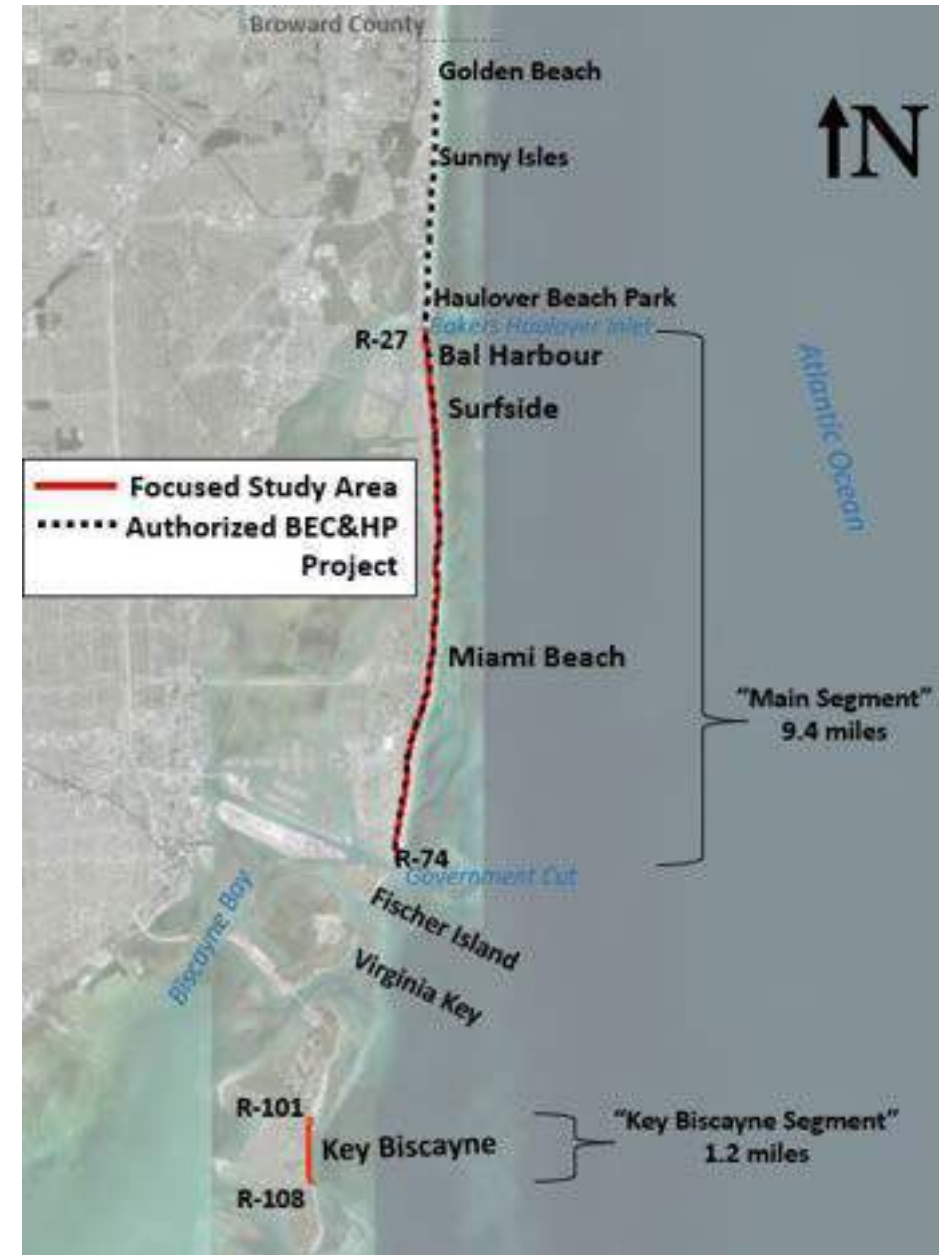 Broward County
Golden Beach
N
Sunny Isles
Haulover Beach Park
Bakers Haulover Inlet
R-27
Bal Harbour
Surfside
Atlantic Ocean
Focused Study Area
Authorized BEC&HP
Project
Miami Beach
"Main Segment"
9.4 miles
R-74
Government Cut
Biscayne Bay
Fischer Island
Virginia Key
R-101
Key Biscayne
"Key Biscayne Segment"
1.2 miles
R-108